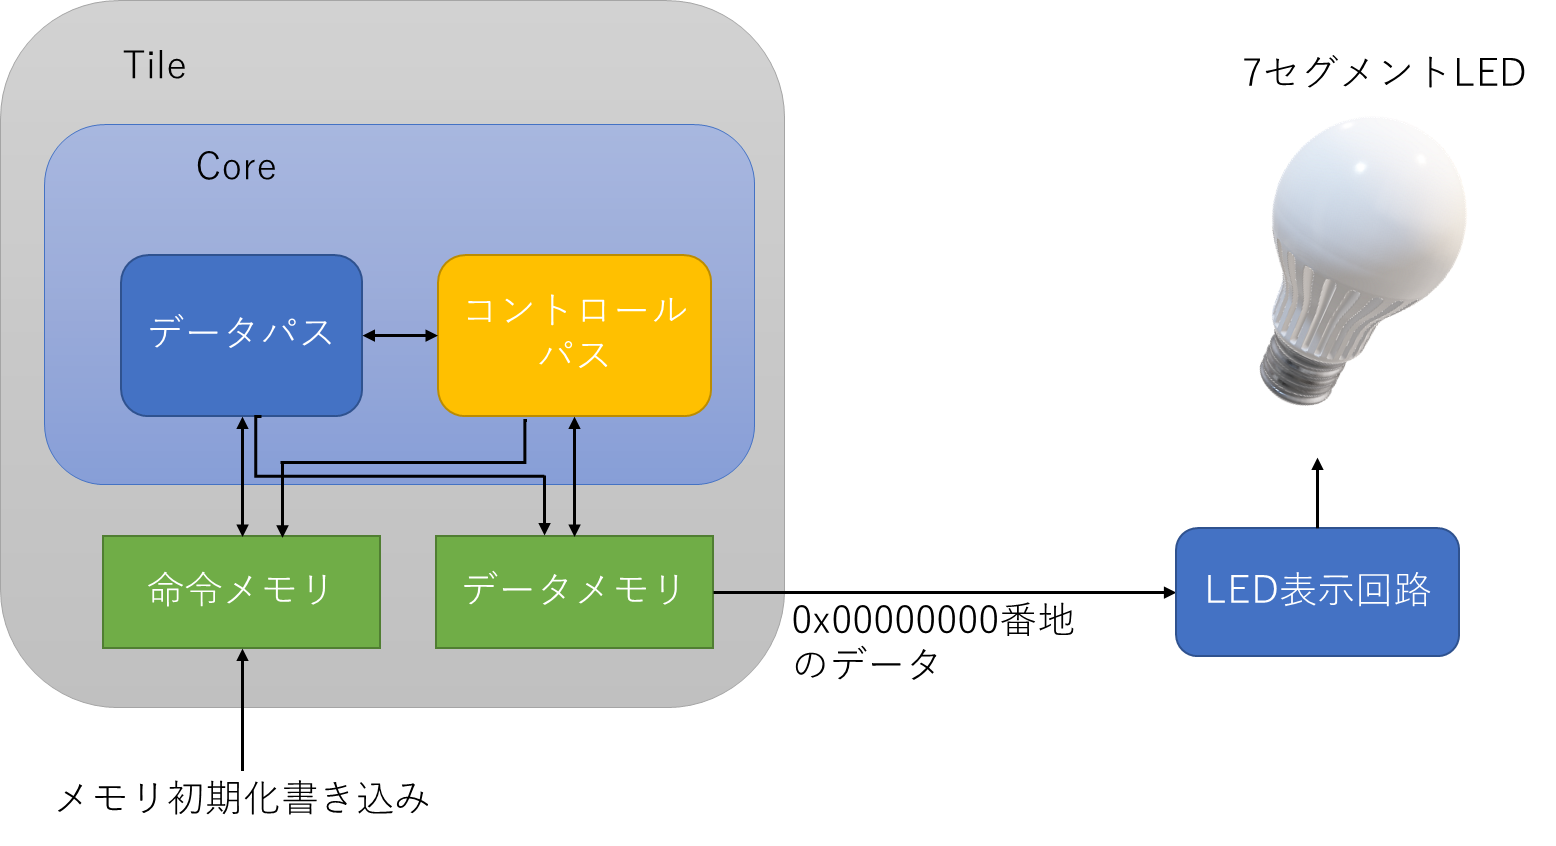 Tile
7セグメントLED
Core
データパス
コントロール
パス
命令メモリ
データメモリ
LED表示回路
0x00000000番地
のデータ
メモリ初期化書き込み